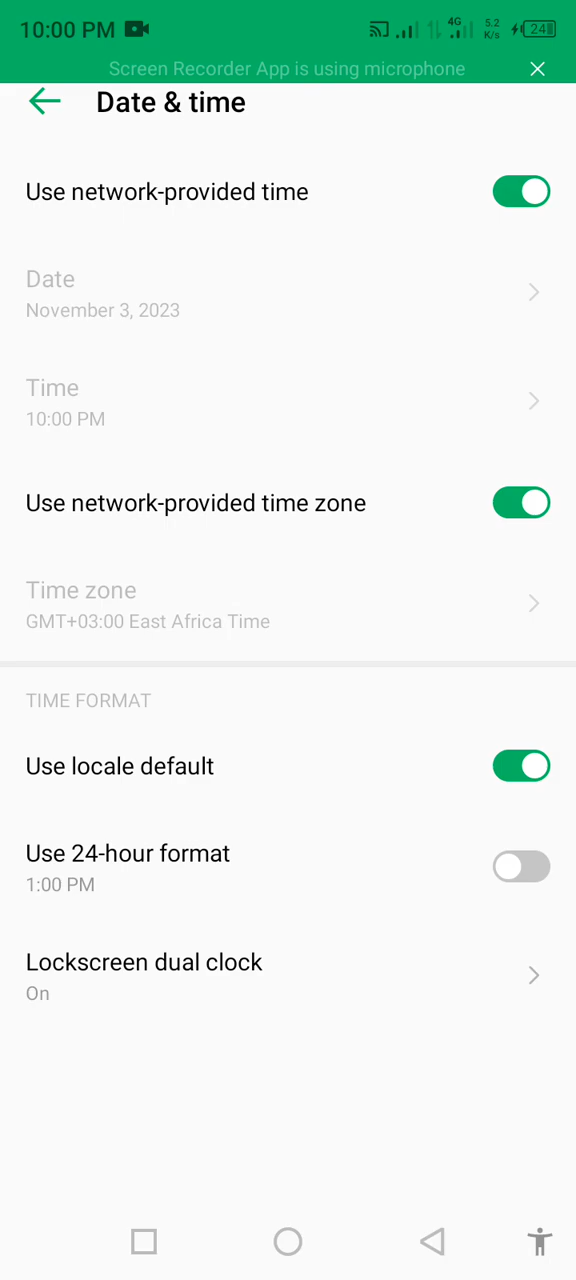 10:00 PM 4G 5.2 K/s 24
Screen Recorder App is using microphone
Date & time
Use network-provided time
Date
November 3, 2023
Time
10:00 PM
Use network-provided time zone
Time zone
GMT+03:00 East Africa Time
TIME FORMAT
Use locale default
Use 24-hour format
1:00 PM
Lockscreen dual clock
On